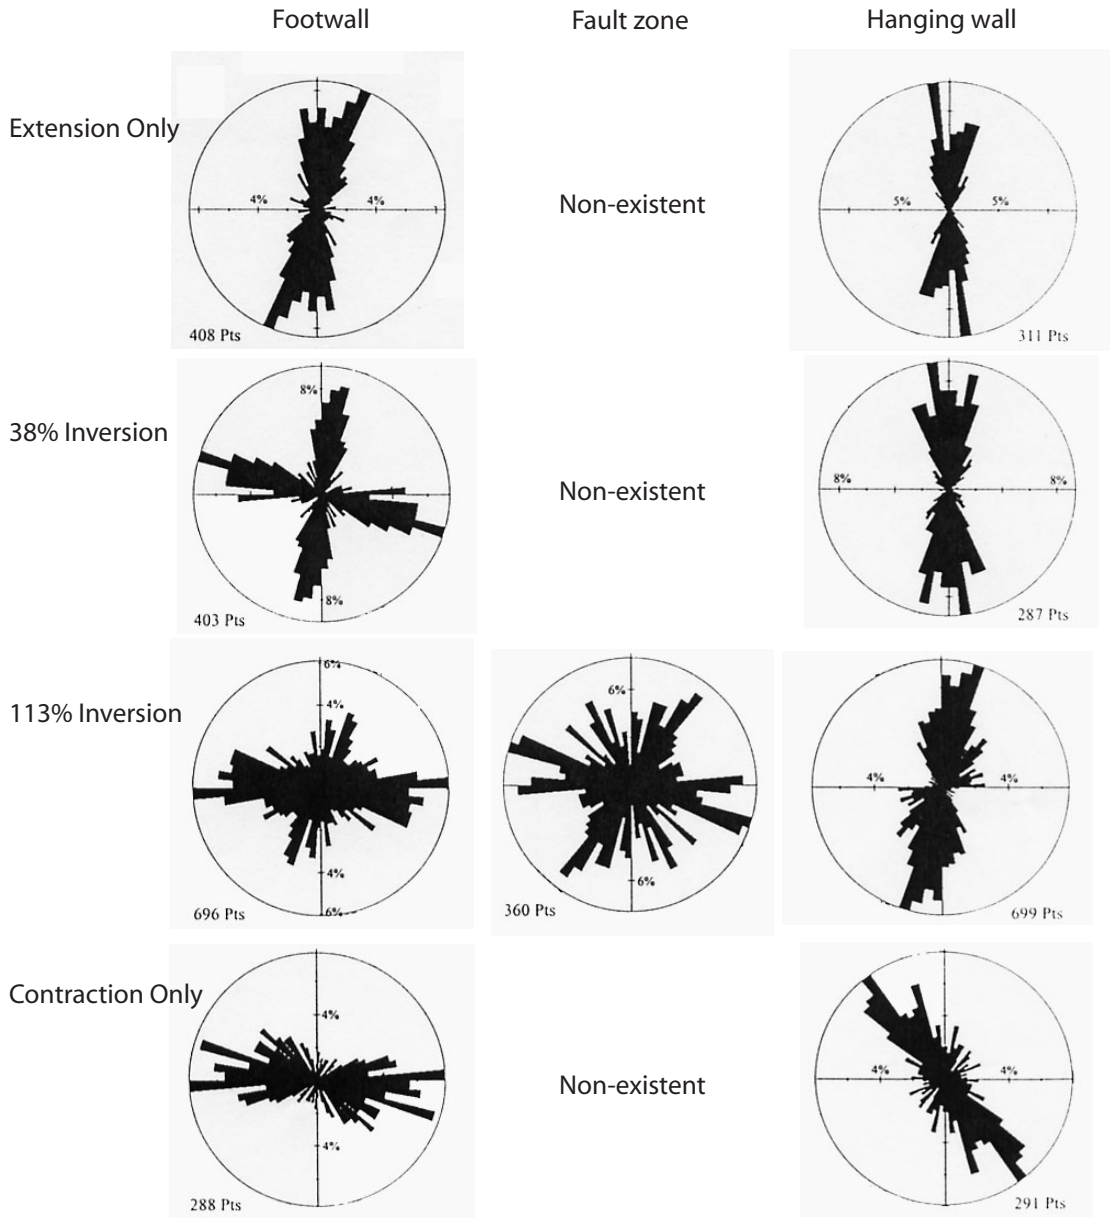 Footwall
Fault zone
Hanging wall
Extension Only
4%
4%
408 Pts
Non-existent
5%
5%
311 Pts
38% Inversion
8%
8%
403 Pts
Non-existent
8%
8%
287 Pts
113% Inversion
6%
4%
4%
6%
696 Pts
6%
6%
360 Pts
4%
4%
699 Pts
Contraction Only
4%
4%
288 Pts
Non-existent
4%
4%
291 Pts